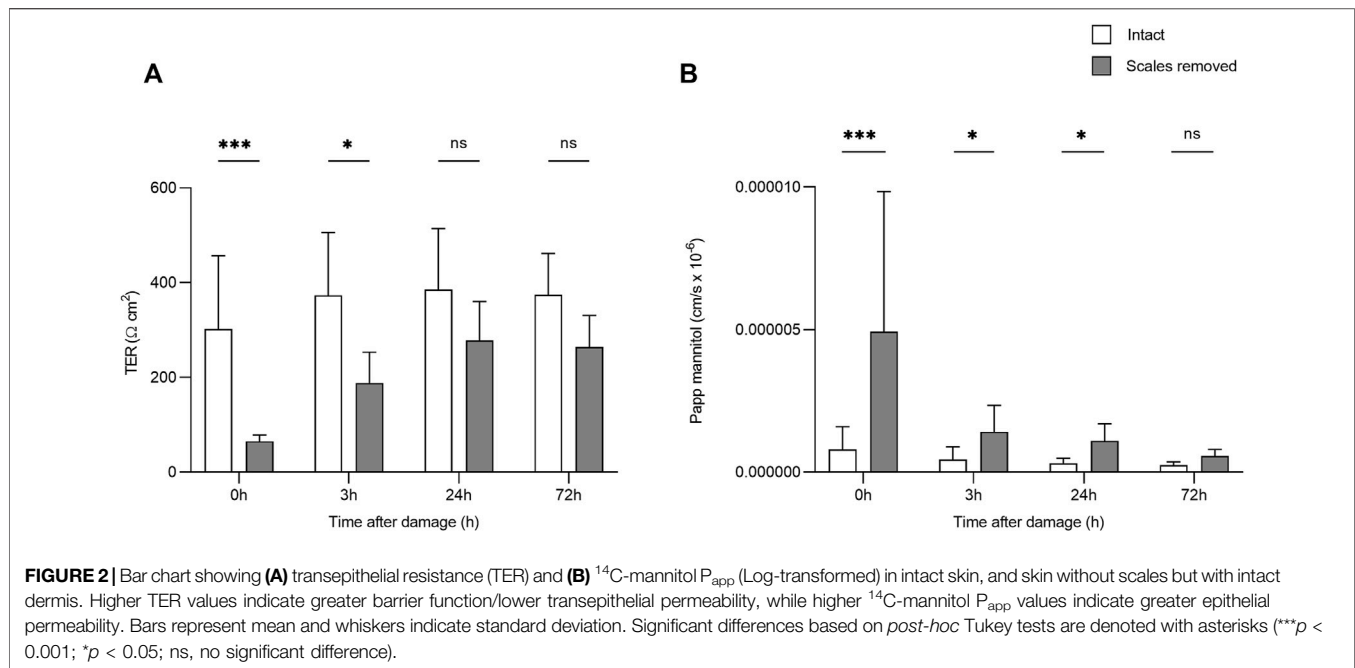 Intact
Scales removed
A
B
*** * ns ns
*** * * ns
600
400
200
0
TER (Ω cm²)
0h 3h 24h 72h
Time after damage (h)
0.000010
0.000005
0.000000
Papp mannitol (cm/s x 10⁻⁶)
0h 3h 24h 72h
Time after damage (h)
FIGURE 2 | Bar chart showing (A) transepithelial resistance (TER) and (B) ¹⁴C-mannitol Papp (Log-transformed) in intact skin, and skin without scales but with intact
dermis. Higher TER values indicate greater barrier function/lower transepithelial permeability, while higher ¹⁴C-mannitol Papp values indicate greater epithelial
permeability. Bars represent mean and whiskers indicate standard deviation. Significant differences based on post-hoc Tukey tests are denoted with asterisks (***p <
0.001; *p < 0.05; ns, no significant difference).